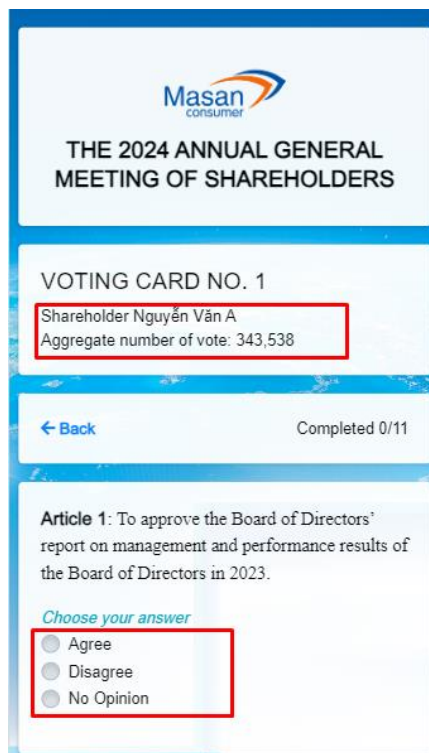 Masan
consumer
THE 2024 ANNUAL GENERAL
MEETING OF SHAREHOLDERS
VOTING CARD NO. 1
Shareholder Nguyễn Văn A
Aggregate number of vote: 343,538
← Back
Completed 0/11
Article 1: To approve the Board of Directors’
report on management and performance results of
the Board of Directors in 2023.
Choose your answer
Agree
Disagree
No Opinion